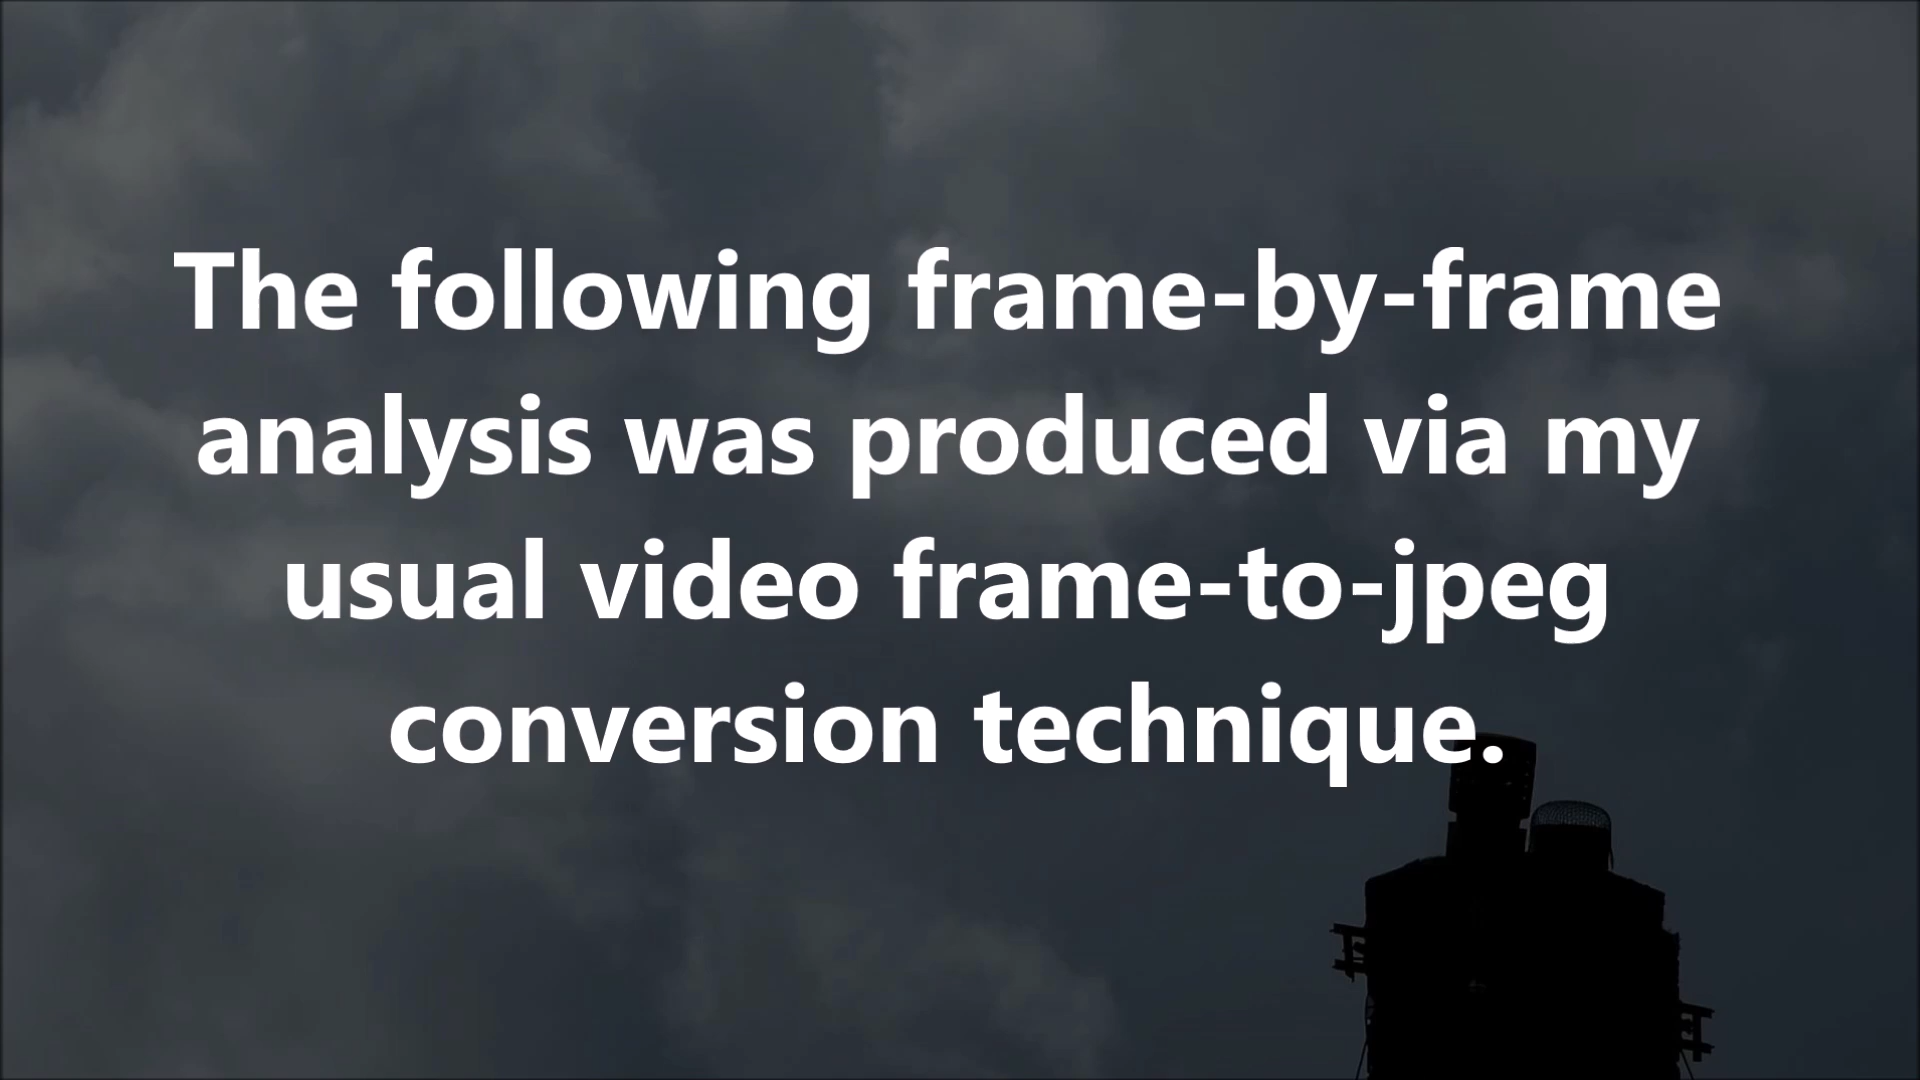 The following frame-by-frame
analysis was produced via my
usual video frame-to-jpeg
conversion technique.